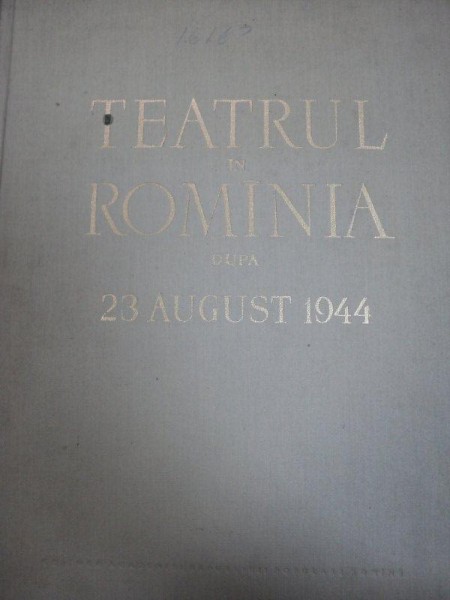 TEATRUL
IN
ROMINIA
DUPA
23 AUGUST 1944